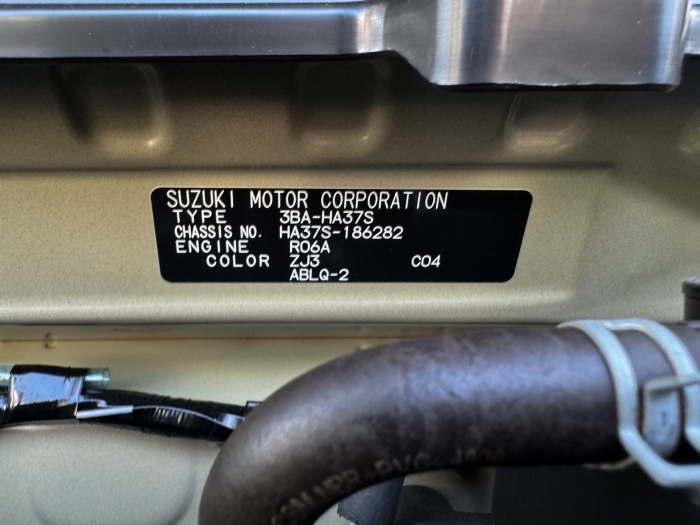 SUZUKI MOTOR CORPORATION
TYPE 3BA-HA37S
CHASSIS NO. HA37S-186282
ENGINE R06A
COLOR ZJ3 C04
ABLQ-2